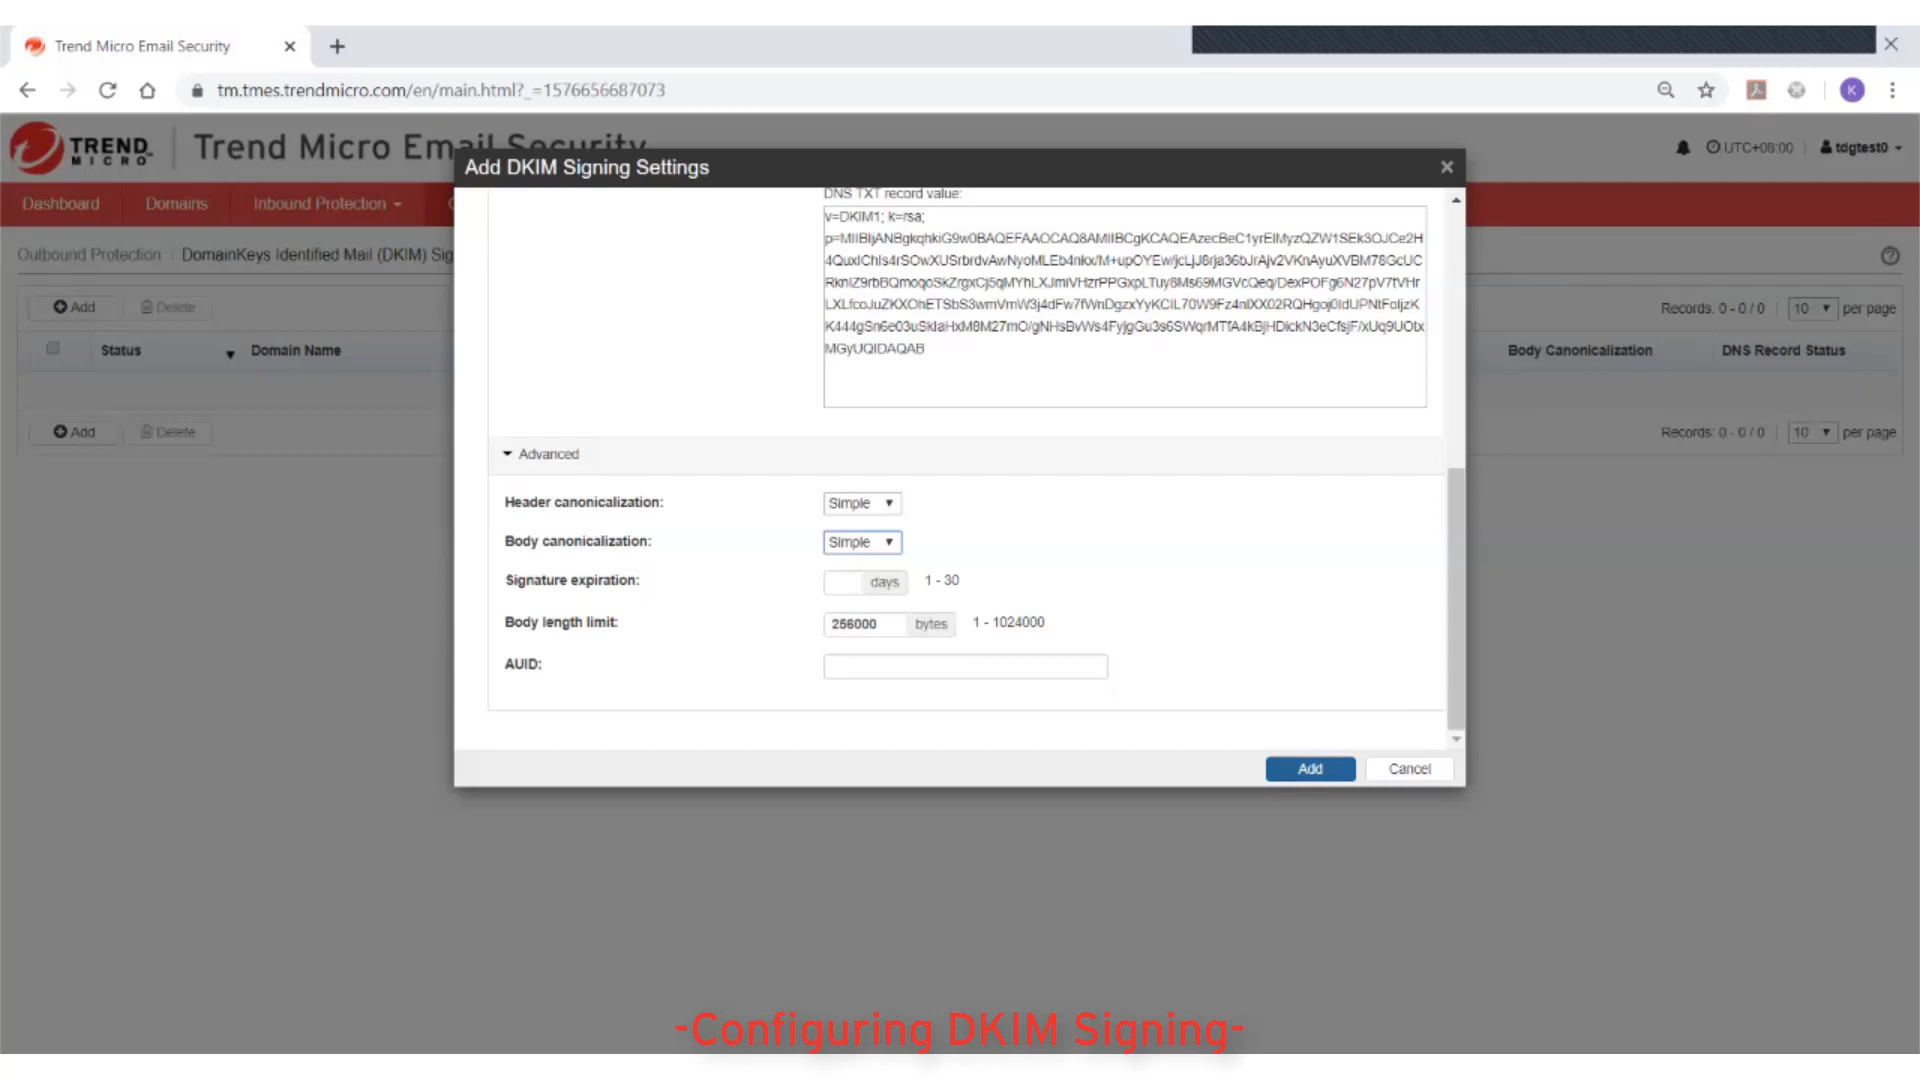 Trend Micro Email Security
tm.tmes.trendmicro.com/en/main.html?_=1576656687073
K
TREND MICRO
Trend Micro Email Security
UTC+08:00
tdgtest0
Dashboard
Domains
Inbound Protection
Outbound Protection
DomainKeys Identified Mail (DKIM) Sig
Add
Delete
Records: 0 - 0 / 0
10
per page
Status
Domain Name
Body Canonicalization
DNS Record Status
Add
Delete
Records: 0 - 0 / 0
10
per page
Add DKIM Signing Settings
DNS TXT record value:
v=DKIM1; k=rsa;
MGyUQIDAQAB
Advanced
Header canonicalization:
Simple
Body canonicalization:
Simple
Signature expiration:
days
1 - 30
Body length limit:
256000
bytes
1 - 1024000
AUID:
Add
Cancel
-Configuring DKIM Signing-